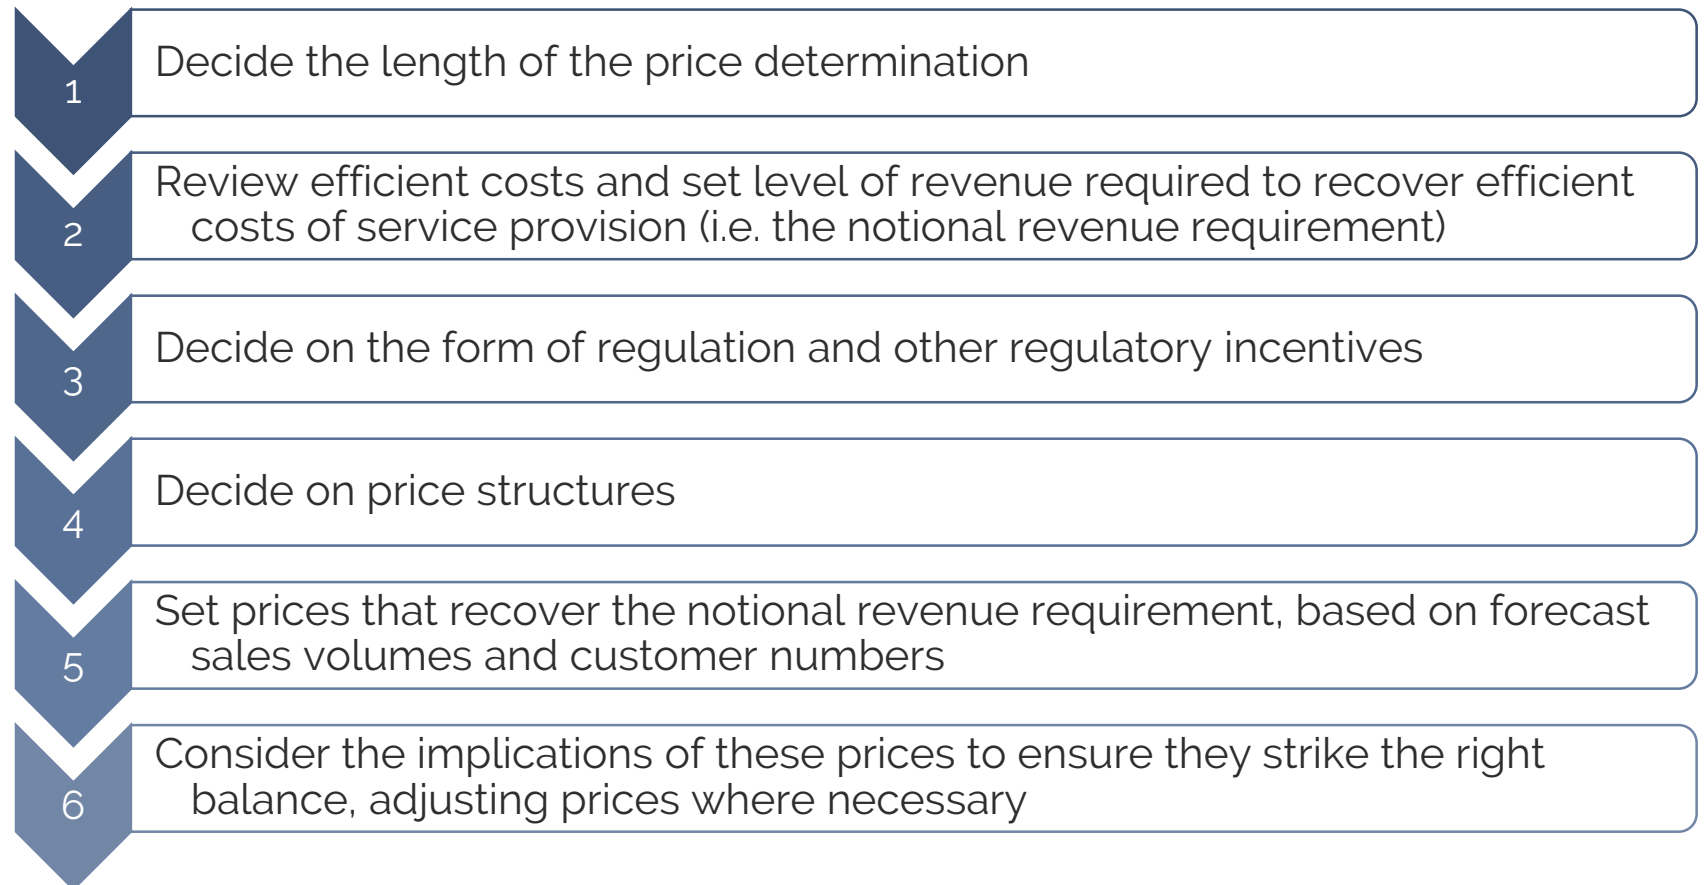 1
Decide the length of the price determination
2
Review efficient costs and set level of revenue required to recover efficient
costs of service provision (i.e. the notional revenue requirement)
3
Decide on the form of regulation and other regulatory incentives
4
Decide on price structures
5
Set prices that recover the notional revenue requirement, based on forecast
sales volumes and customer numbers
6
Consider the implications of these prices to ensure they strike the right
balance, adjusting prices where necessary